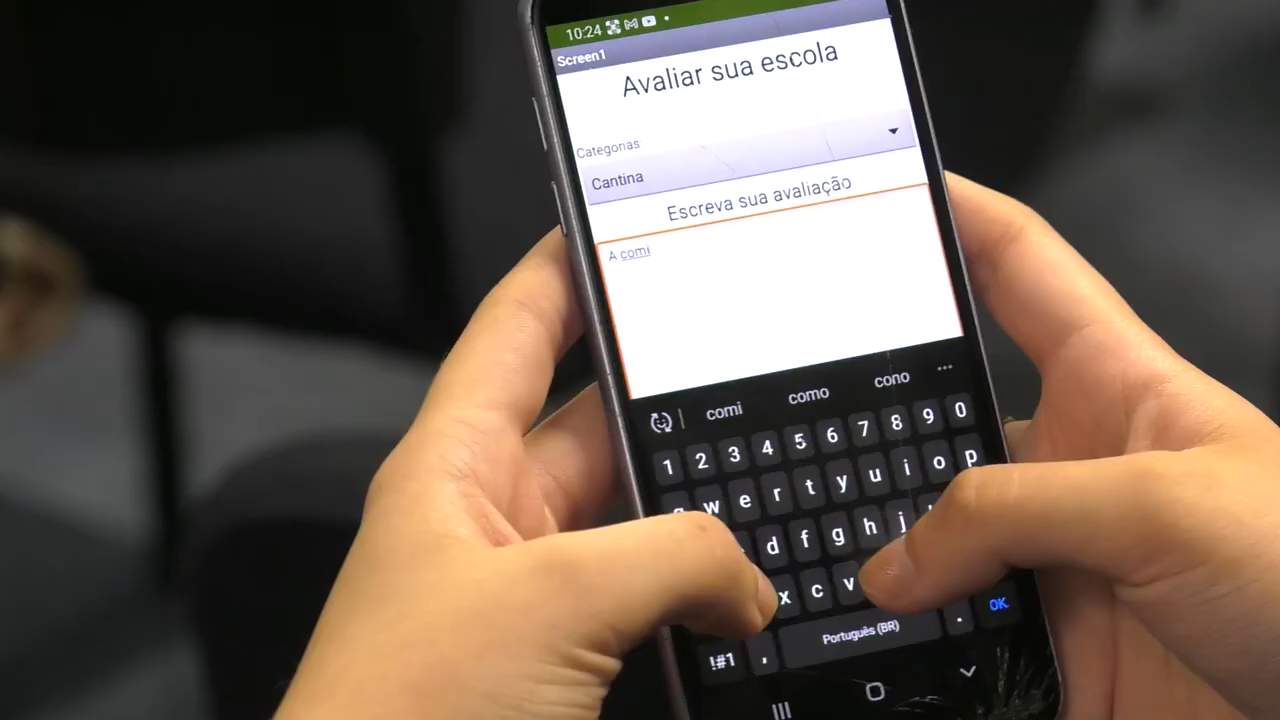 10:24
Screen1
Avaliar sua escola
Categorias
Cantina
Escreva sua avaliação
A comi
comi como cono
1 2 3 4 5 6 7 8 9 0
q w e r t y u i o p
d f g h j
x c v
!#1 , Português (BR) . OK